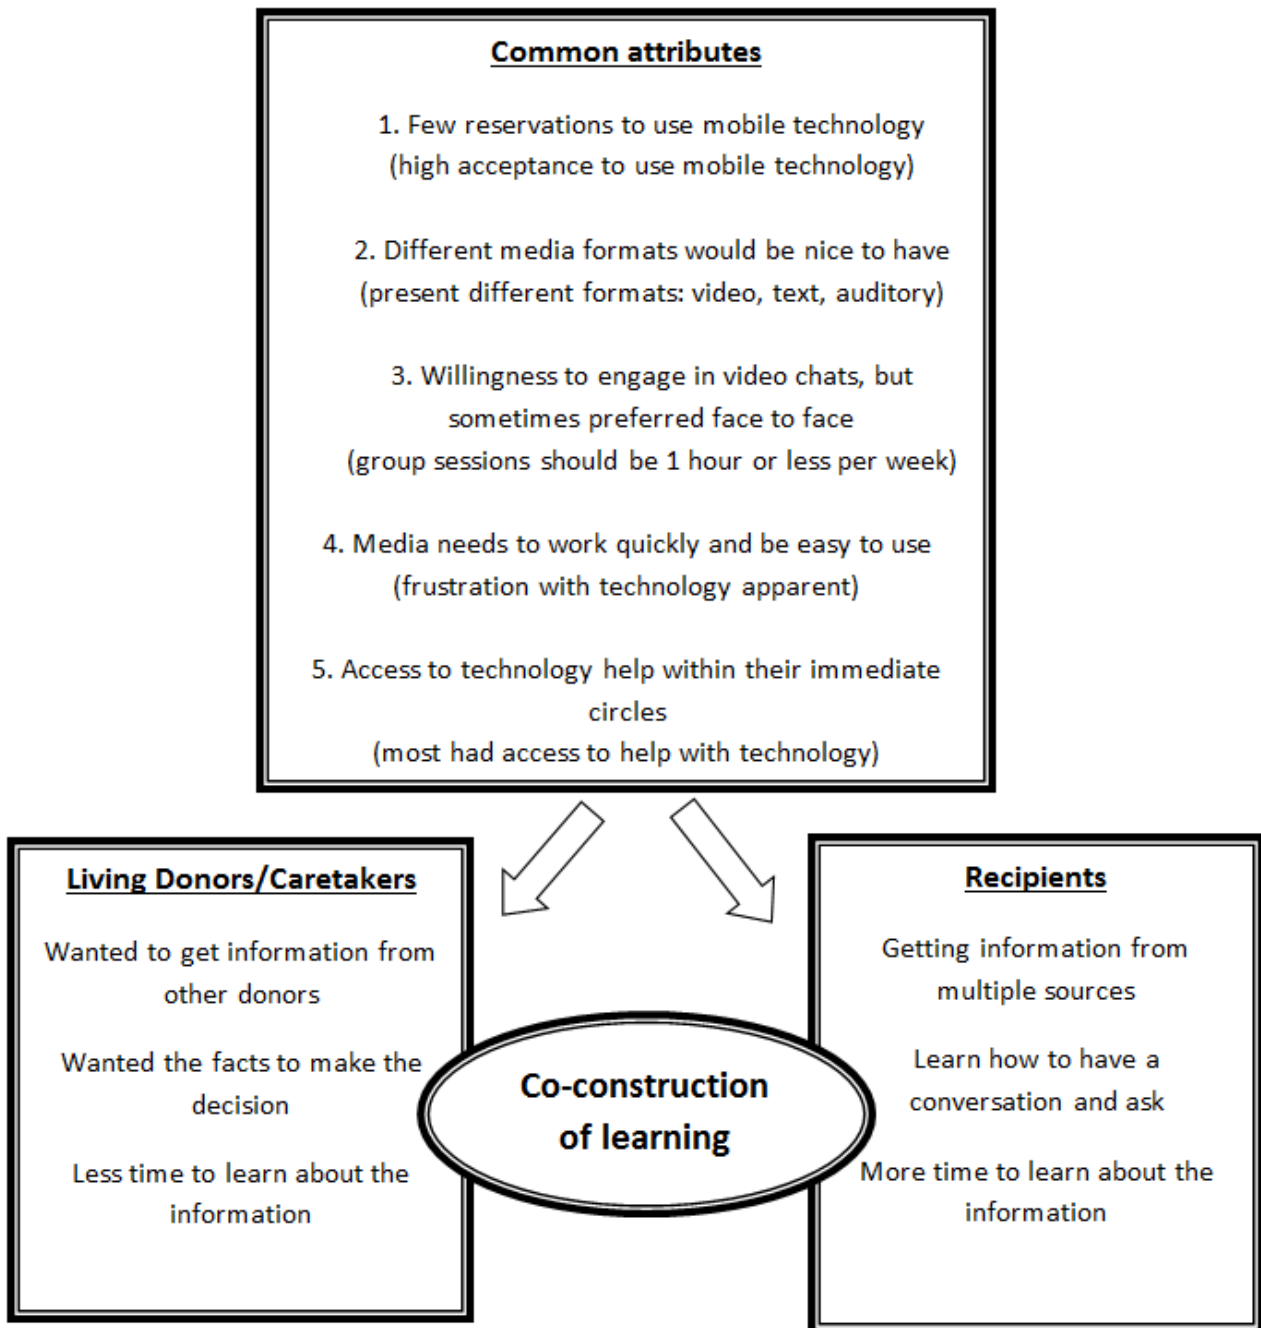 Common attributes
1. Few reservations to use mobile technology
(high acceptance to use mobile technology)
2. Different media formats would be nice to have
(present different formats: video, text, auditory)
3. Willingness to engage in video chats, but
sometimes preferred face to face
(group sessions should be 1 hour or less per week)
4. Media needs to work quickly and be easy to use
(frustration with technology apparent)
5. Access to technology help within their immediate
circles
(most had access to help with technology)
Living Donors/Caretakers
Wanted to get information from
other donors
Wanted the facts to make the
decision
Less time to learn about the
information
Co-construction
of learning
Recipients
Getting information from
multiple sources
Learn how to have a
conversation and ask
More time to learn about the
information